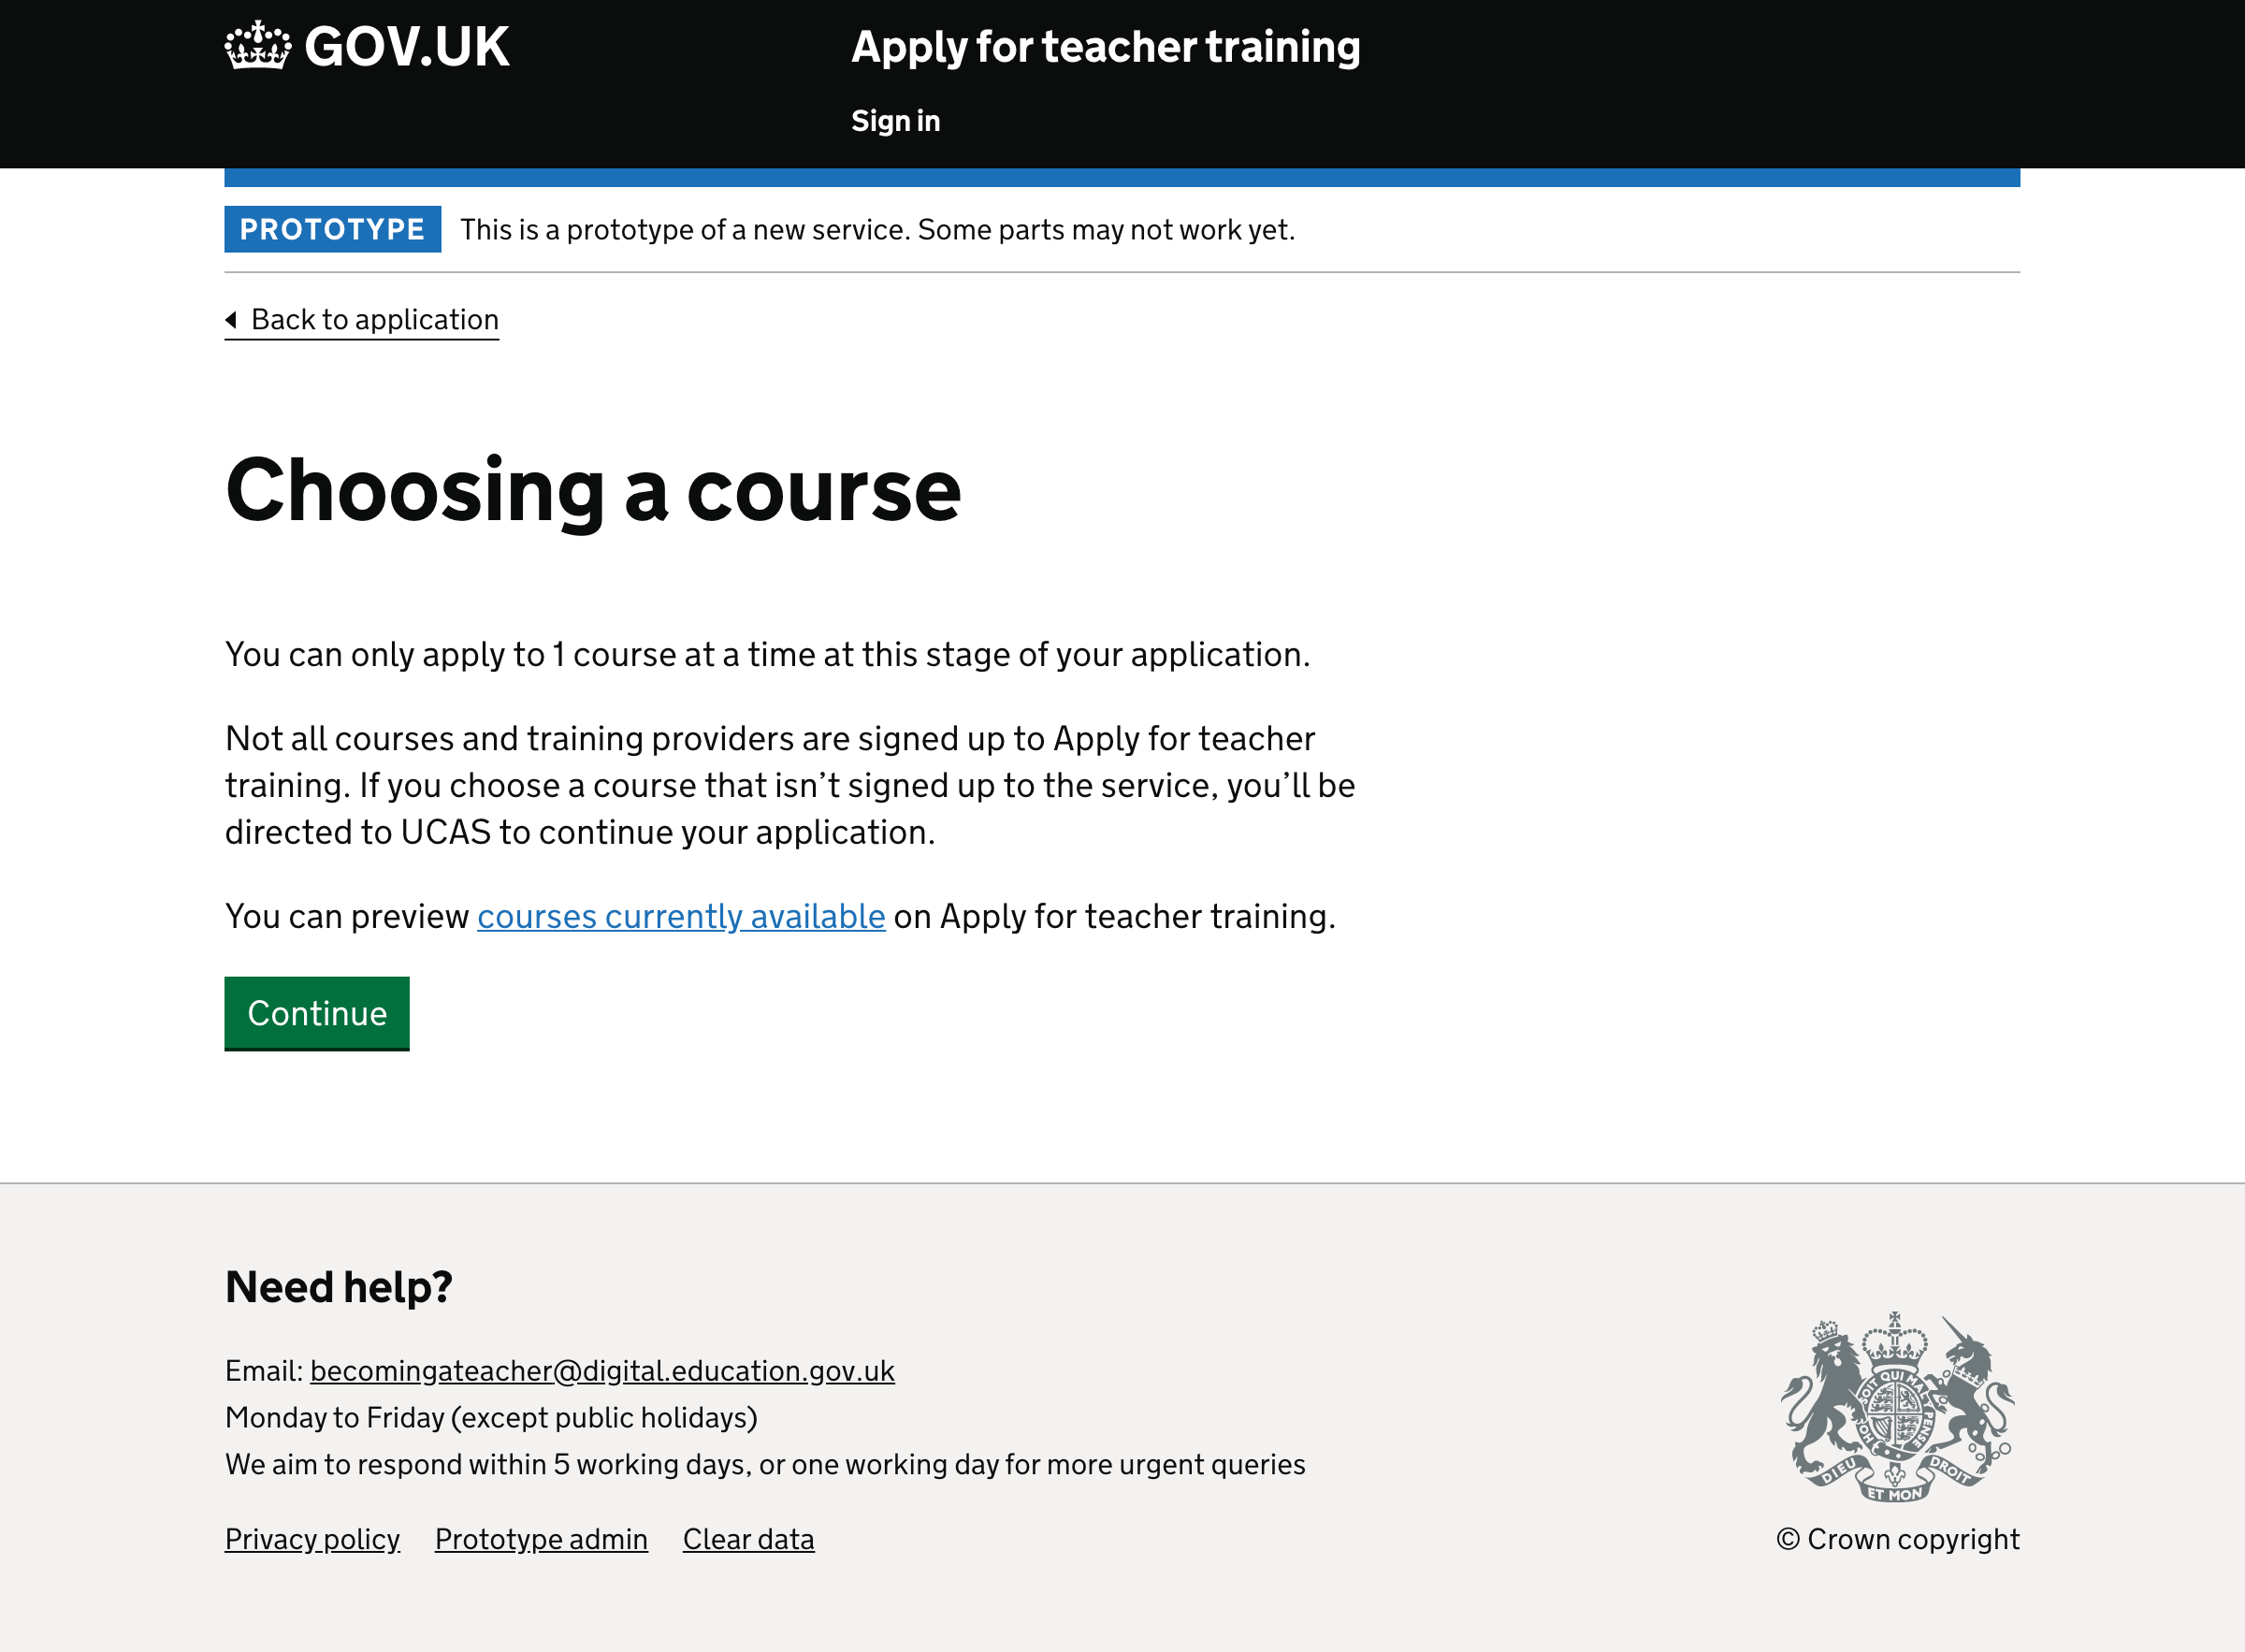 GOV.UK
Apply for teacher training
Sign in
PROTOTYPE This is a prototype of a new service. Some parts may not work yet.
Back to application
Choosing a course
You can only apply to 1 course at a time at this stage of your application.
Not all courses and training providers are signed up to Apply for teacher
training. If you choose a course that isn’t signed up to the service, you’ll be
directed to UCAS to continue your application.
You can preview courses currently available on Apply for teacher training.
Continue
Need help?
Email: becomingateacher@digital.education.gov.uk
Monday to Friday (except public holidays)
We aim to respond within 5 working days, or one working day for more urgent queries
Privacy policy Prototype admin Clear data
SOIT QUI MAL Y PENSE
DIEU ET MON DROIT
© Crown copyright